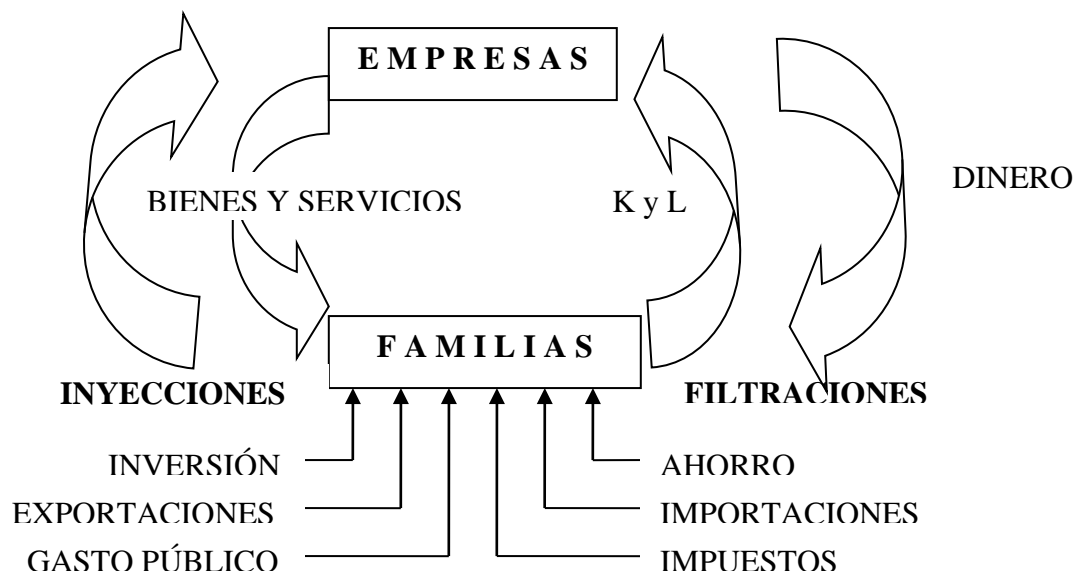 E M P R E S A S
DINERO
BIENES Y SERVICIOS
K y L
F A M I L I A S
INYECCIONES
FILTRACIONES
INVERSIÓN
AHORRO
EXPORTACIONES
IMPORTACIONES
GASTO PÚBLICO
IMPUESTOS